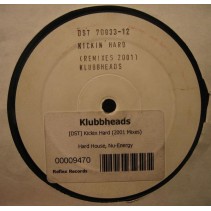 DST 70033-12
KICKIN HARD
(REMIXES 2001)
KLUBBHEADS
Klubbheads
[DST] Kickin Hard (2001 Mixes)
Hard House, Nu-Energy
00009470
Reflex Records